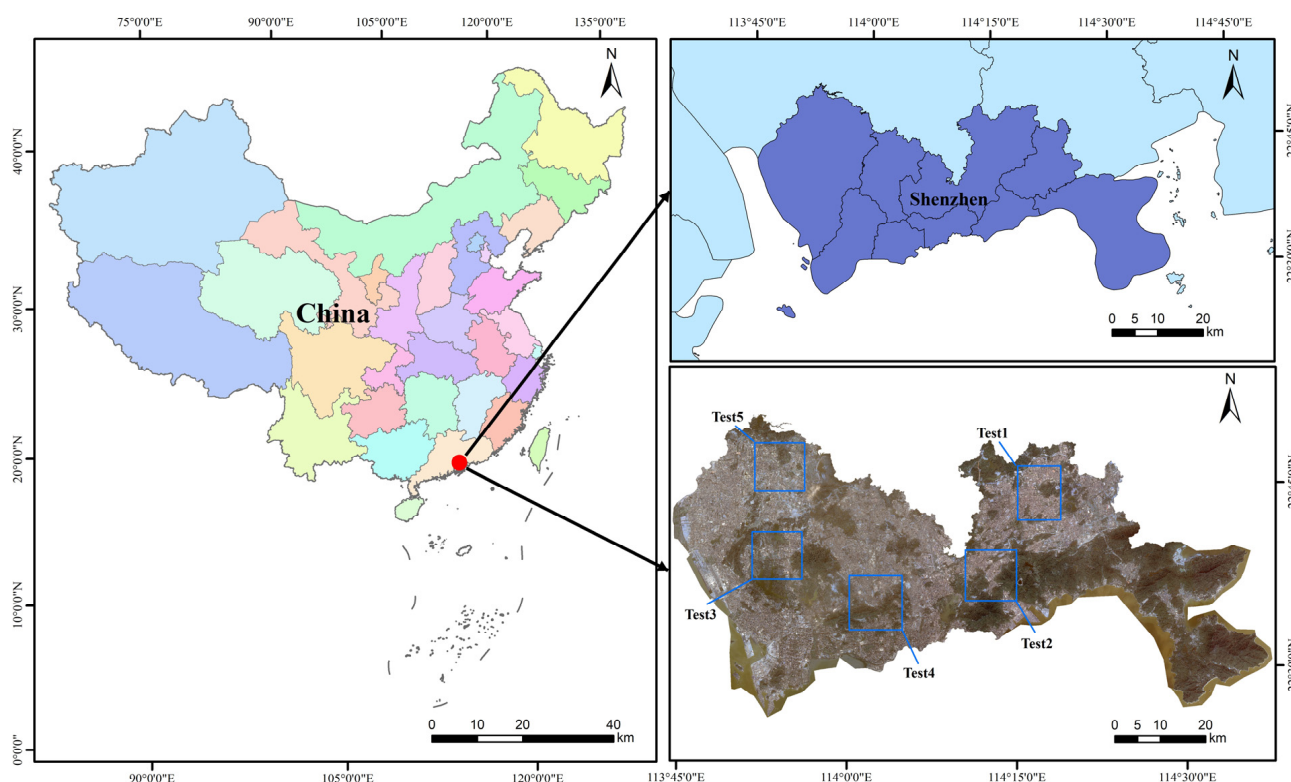 75°0'0"E 90°0'0"E 105°0'0"E 120°0'0"E 135°0'0"E
N
40°0'0"N
30°0'0"N
20°0'0"N
10°0'0"N
0°0'0"
China
0 10 20 40
km
90°0'0"E 105°0'0"E 120°0'0"E
113°45'0"E 114°0'0"E 114°15'0"E 114°30'0"E 114°45'0"E
N
Shenzhen
0 5 10 20
km
N
Test5
Test1
Test3
Test2
Test4
0 5 10 20
km
113°45'0"E 114°0'0"E 114°15'0"E 114°30'0"E